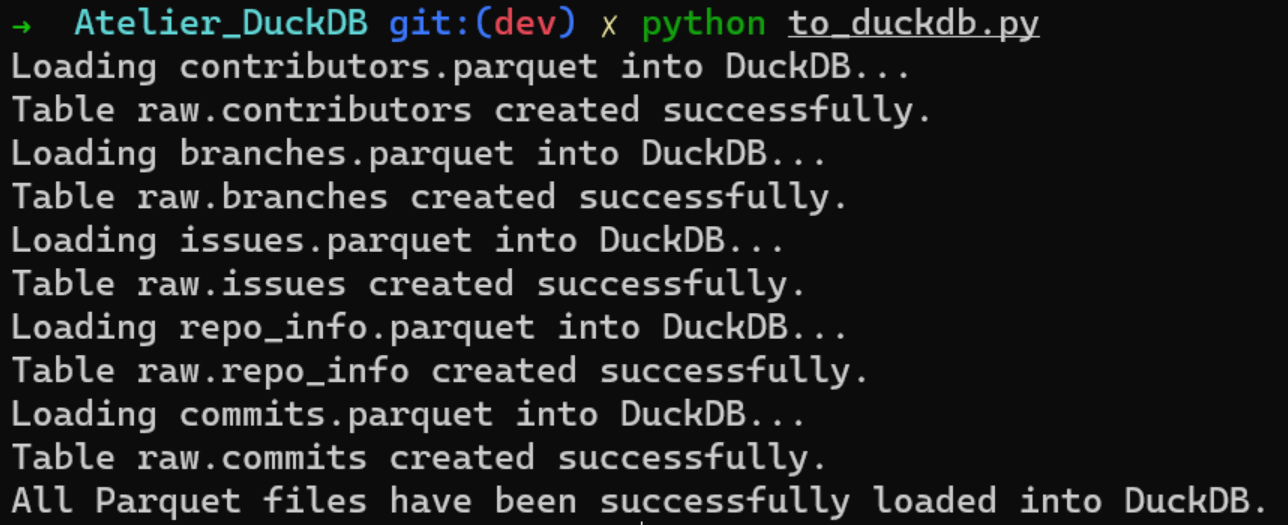 → Atelier_DuckDB git:(dev) ✗ python to_duckdb.py
Loading contributors.parquet into DuckDB...
Table raw.contributors created successfully.
Loading branches.parquet into DuckDB...
Table raw.branches created successfully.
Loading issues.parquet into DuckDB...
Table raw.issues created successfully.
Loading repo_info.parquet into DuckDB...
Table raw.repo_info created successfully.
Loading commits.parquet into DuckDB...
Table raw.commits created successfully.
All Parquet files have been successfully loaded into DuckDB.